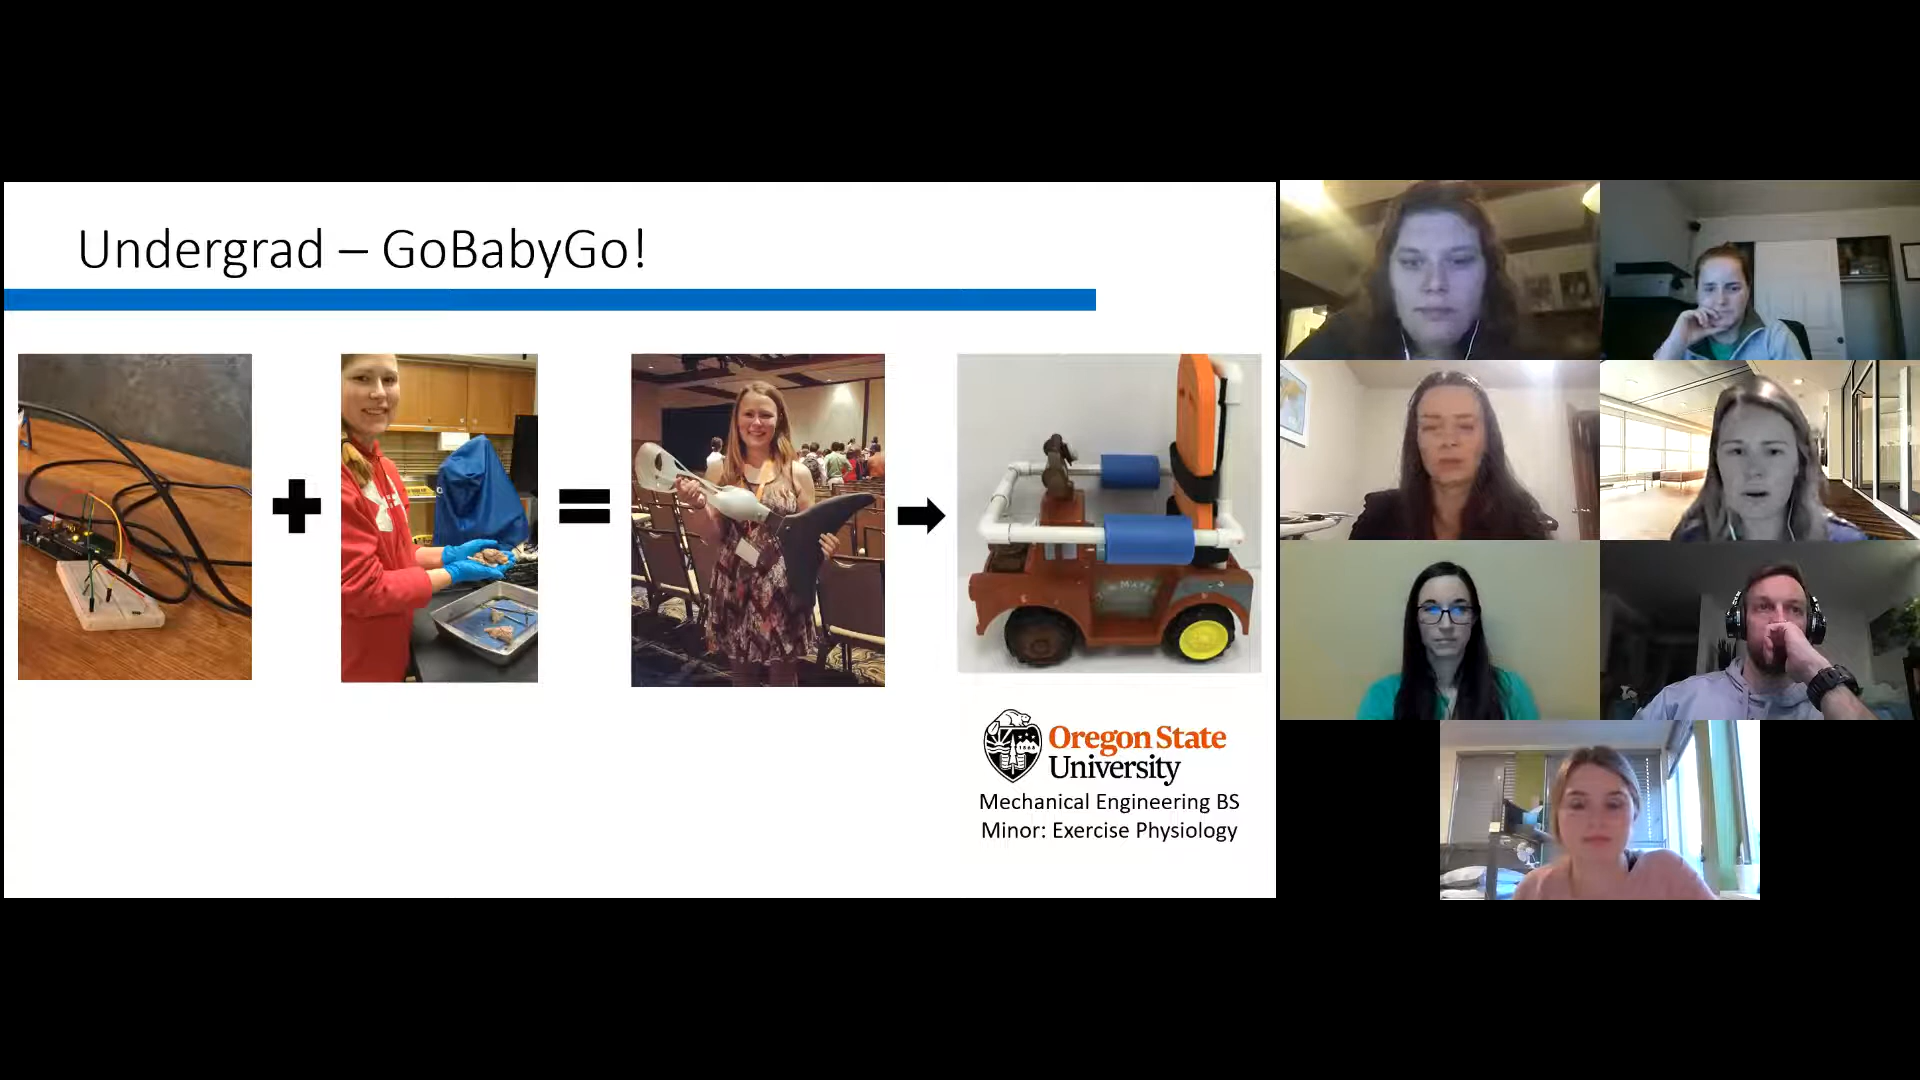 Undergrad – GoBabyGo!
Oregon State
University
Mechanical Engineering BS
Minor: Exercise Physiology